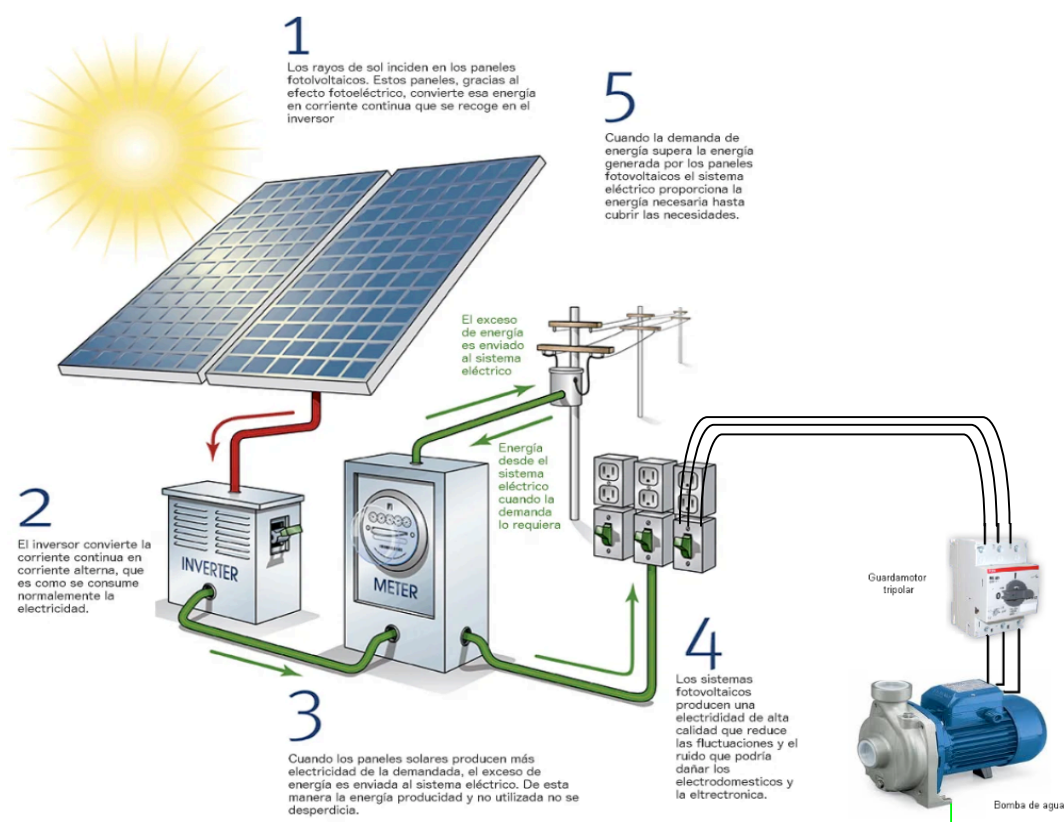 1
Los rayos de sol inciden en los paneles
fotolvoltaicos. Estos paneles, gracias al
efecto fotoeléctrico, convierte esa energía
en corriente continua que se recoge en el
inversor
5
Cuando la demanda de
energía supera la energía
generada por los paneles
fotovoltaicos el sistema
eléctrico proporciona la
energía necesaria hasta
cubrir las necesidades.
El exceso
de energía
es enviado
al sistema
eléctrico
Energía
desde el
sistema
eléctrico
cuando la
demanda
lo requiera
2
El inversor convierte la
corriente continua en
corriente alterna, que
es como se consume
normalemente la
electricidad.
INVERTER
METER
Guardamotor
tripolar
3
Cuando los paneles solares producen más
electricidad de la demandada, el exceso de
energía es enviada al sistema eléctrico. De esta
manera la energía producidad y no utilizada no se
desperdicia.
4
Los sistemas
fotovoltaicos
producen una
electrididad de alta
calidad que reduce
las fluctuaciones y el
ruido que podría
dañar los
electrodomesticos y
la eltrectronica.
Bomba de agua